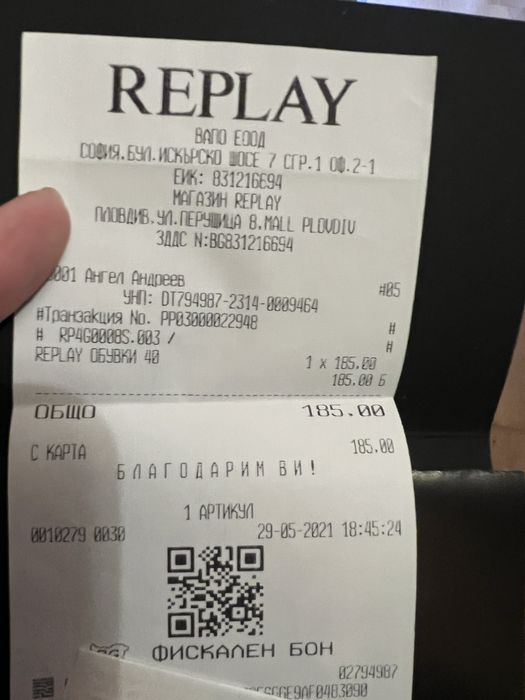 REPLAY
ВАПО ЕООД
СОФИЯ.БУЛ.ИСКЪРСКО ШОСЕ 7 СГР.1 ОФ.2-1
ЕИК: 831216694
МАГАЗИН REPLAY
ПЛОВДИВ.УЛ.ПЕРУЩИЦА 8.MALL PLOVDIV
ЗДДС N:BG831216694
001 Ангел Андреев #05
УНП: DT794987-2314-0009464
#Транзакция No. PP03000022948 #
# RP4G0008S.003 / #
REPLAY ОБУВКИ 40 1 x 185.00
185.00 Б
ОБЩО 185.00
С КАРТА 185.00
БЛАГОДАРИМ ВИ!
1 АРТИКУЛ
0010279 0030 29-05-2021 18:45:24
ФИСКАЛЕН БОН
02794987